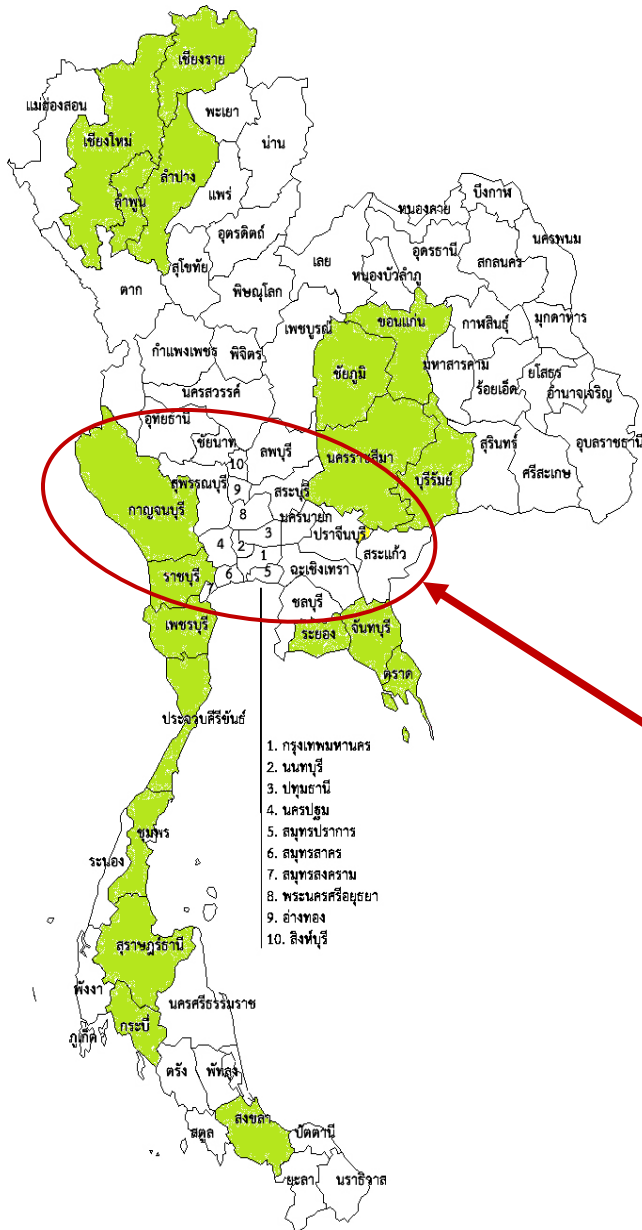 เชียงราย
แม่ฮ่องสอน
พะเยา
เชียงใหม่
น่าน
ลำปาง
ลำพูน
แพร่
บึงกาฬ
หนองคาย
อุตรดิตถ์
นครพนม
อุดรธานี
เลย
สกลนคร
สุโขทัย
หนองบัวลำภู
ตาก
พิษณุโลก
เพชรบูรณ์
ขอนแก่น
กาฬสินธุ์
มุกดาหาร
กำแพงเพชร
พิจิตร
ชัยภูมิ
มหาสารคาม
ยโสธร
ร้อยเอ็ด
อำนาจเจริญ
นครสวรรค์
อุทัยธานี
ชัยนาท
ลพบุรี
นครราชสีมา
สุรินทร์
อุบลราชธานี
10
สุพรรณบุรี
สระบุรี
บุรีรัมย์
ศรีสะเกษ
9
กาญจนบุรี
8
นครนายก
ปราจีนบุรี
3
4
2
1
สระแก้ว
ราชบุรี
6
5
ฉะเชิงเทรา
7
ชลบุรี
เพชรบุรี
ระยอง
จันทบุรี
ตราด
ประจวบคีรีขันธ์
1. กรุงเทพมหานคร
2. นนทบุรี
3. ปทุมธานี
4. นครปฐม
5. สมุทรปราการ
6. สมุทรสาคร
7. สมุทรสงคราม
8. พระนครศรีอยุธยา
9. อ่างทอง
10. สิงห์บุรี
ชุมพร
ระนอง
สุราษฎร์ธานี
พังงา
นครศรีธรรมราช
กระบี่
ภูเก็ต
ตรัง
พัทลุง
สงขลา
สตูล
ปัตตานี
ยะลา
นราธิวาส